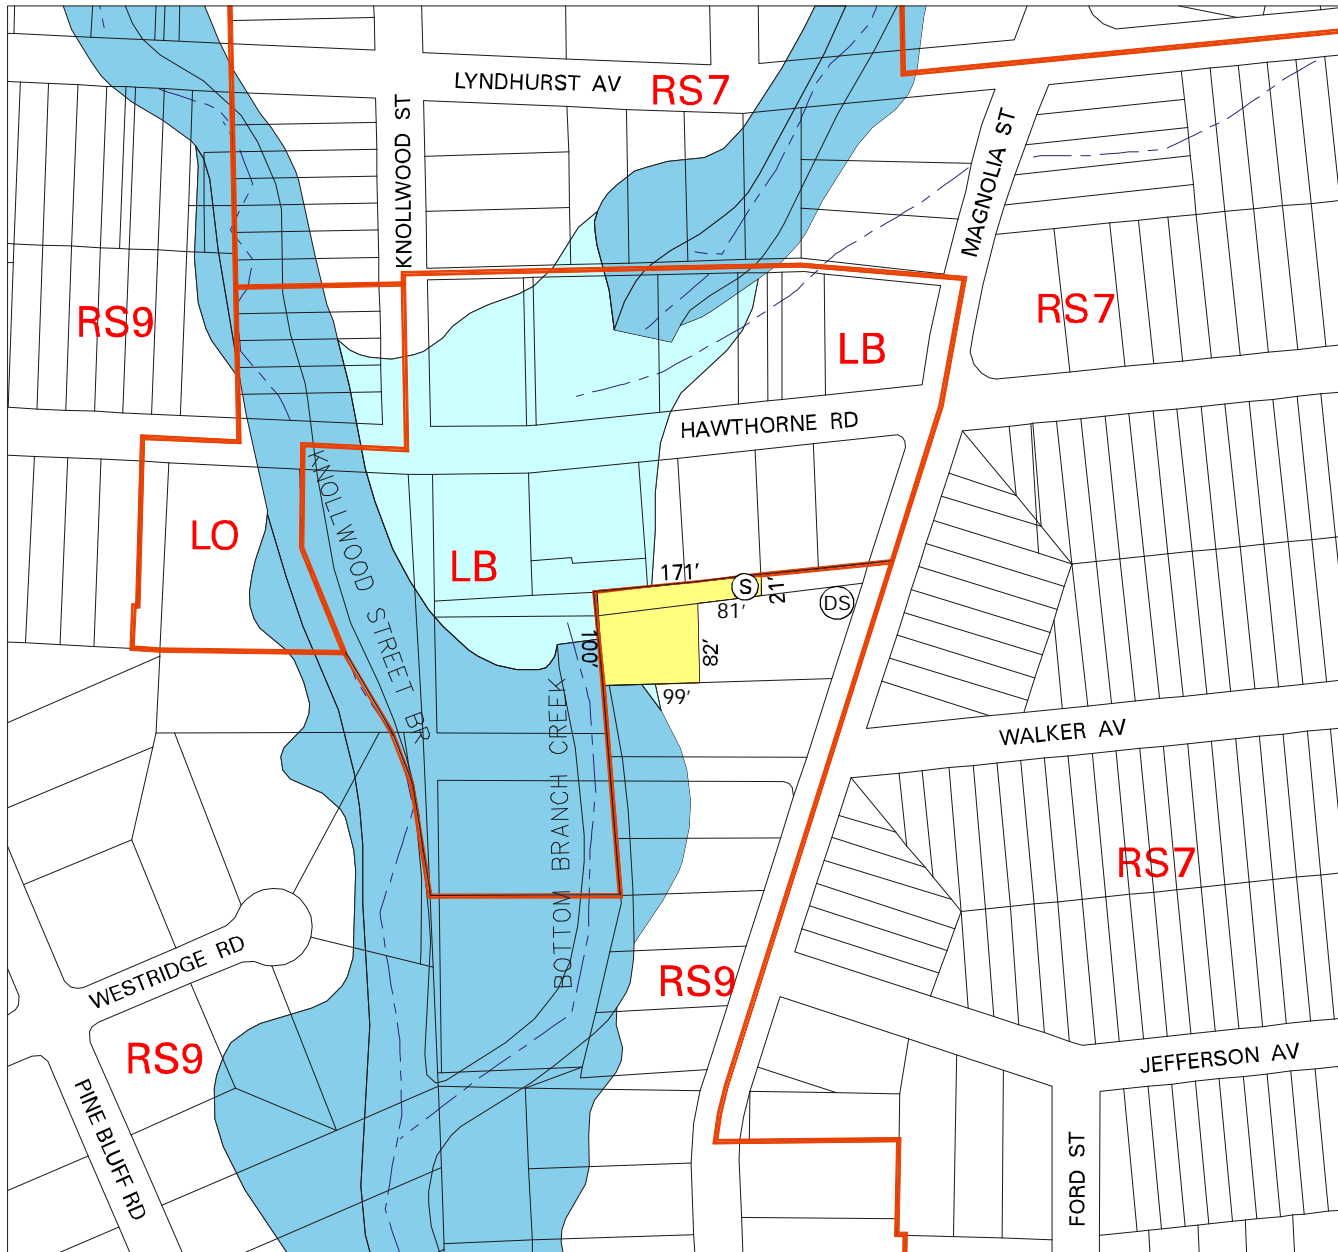 LYNDHURST AV
RS7
KNOLLWOOD ST
MAGNOLIA ST
RS9
RS7
LB
HAWTHORNE RD
KNOLLWOOD STREET BR
LO
LB
171'
S
21'
DS
81'
100'
82'
99'
BOTTOM BRANCH CREEK
WALKER AV
RS7
WESTRIDGE RD
RS9
RS9
JEFFERSON AV
PINE BLUFF RD
FORD ST